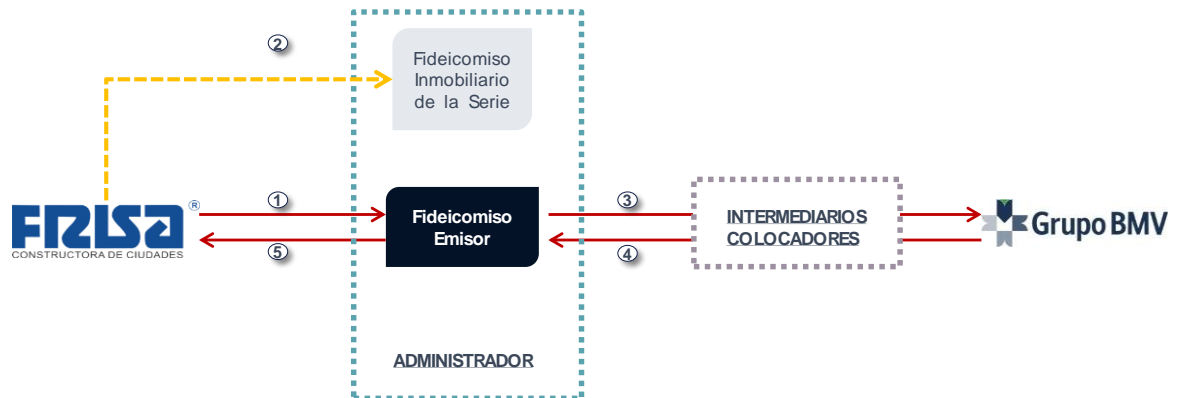 ②
Fideicomiso
Inmobiliario
de la Serie
FRISA®
CONSTRUCTORA DE CIUDADES
①
⑤
Fideicomiso
Emisor
③
④
INTERMEDIARIOS
COLOCADORES
Grupo BMV
ADMINISTRADOR